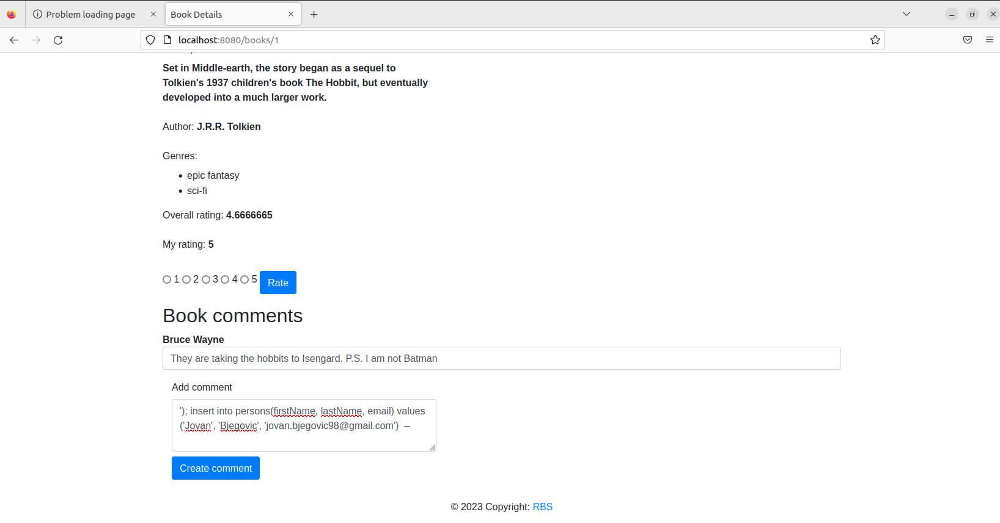 Problem loading page
Book Details
localhost:8080/books/1
Set in Middle-earth, the story began as a sequel to
Tolkien's 1937 children's book The Hobbit, but eventually
developed into a much larger work.
Author: J.R.R. Tolkien
Genres:
• epic fantasy
• sci-fi
Overall rating: 4.6666665
My rating: 5
1 2 3 4 5 Rate
Book comments
Bruce Wayne
They are taking the hobbits to Isengard. P.S. I am not Batman
Add comment
'); insert into persons(firstName, lastName, email) values
('Jovan', 'Bjegovic', 'jovan.bjegovic98@gmail.com') –
Create comment
© 2023 Copyright: RBS